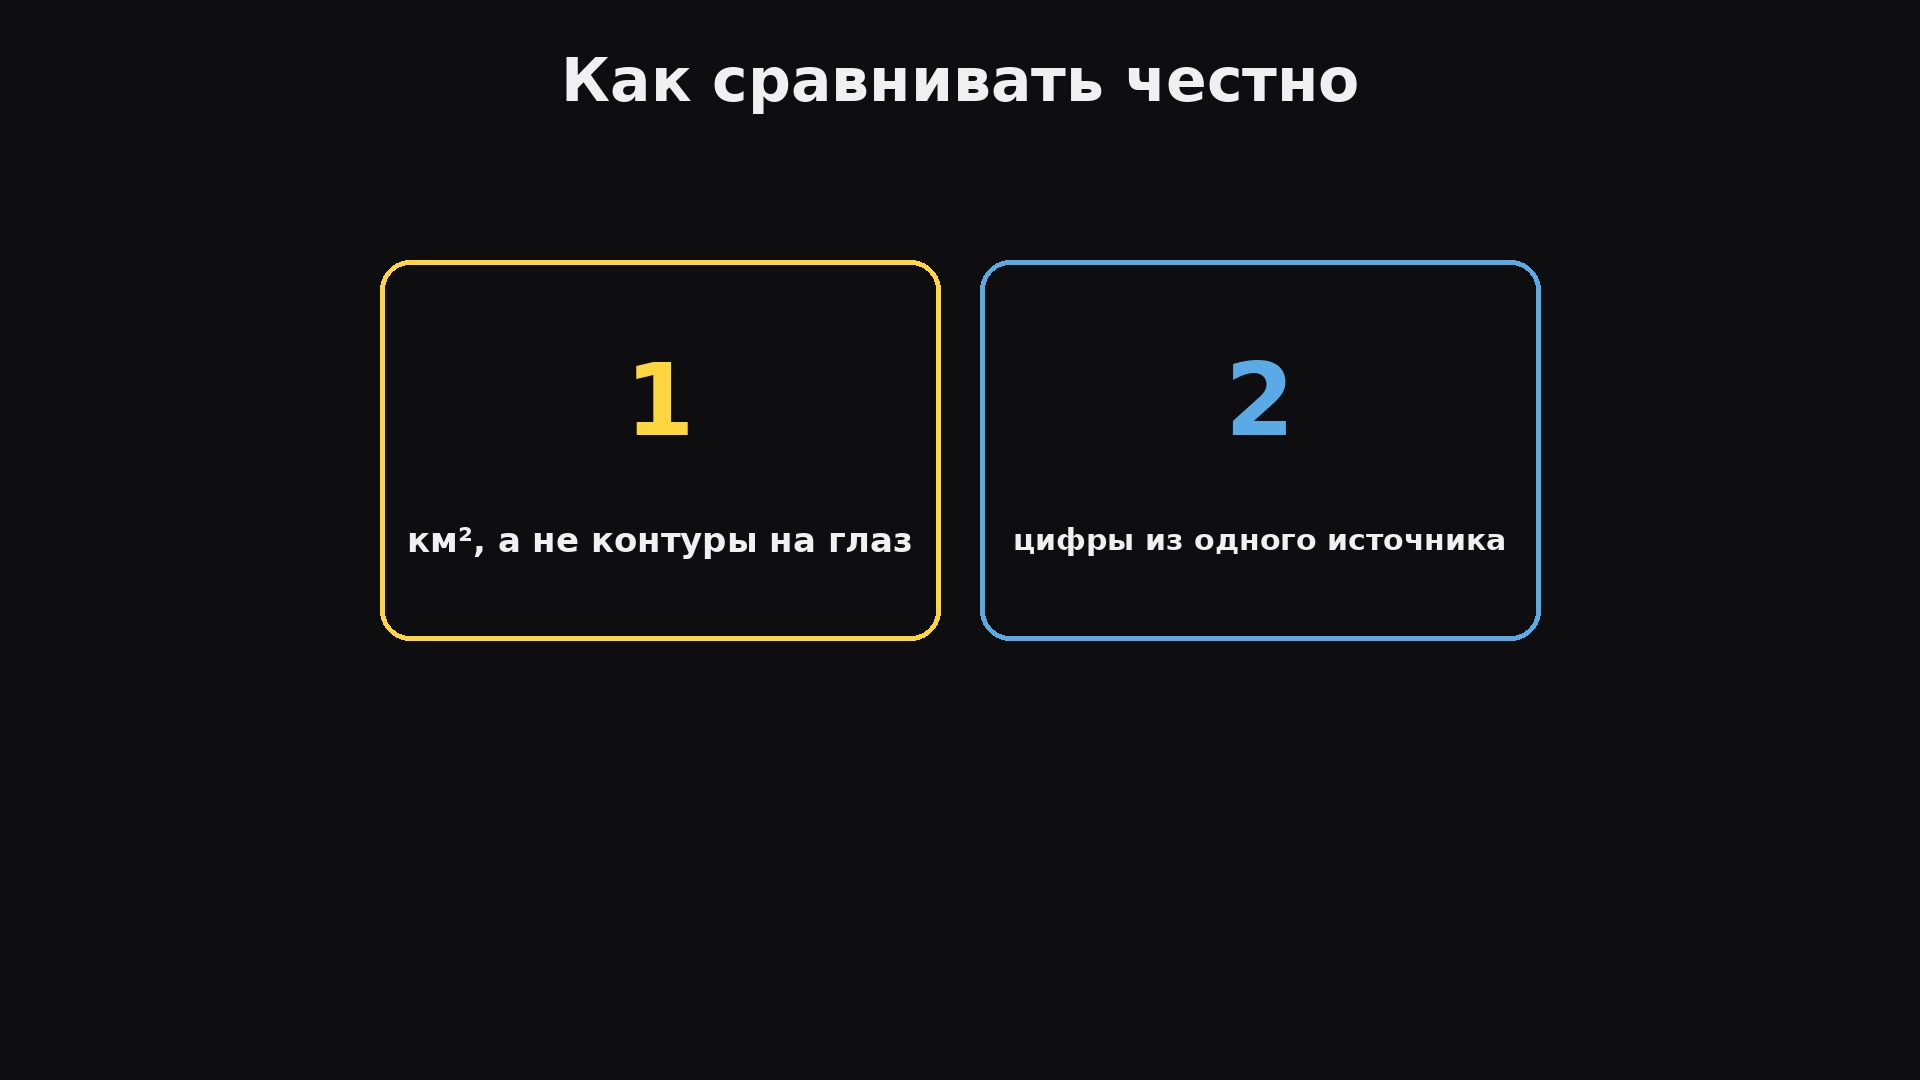 Как сравнивать честно
1
км², а не контуры на глаз
2
цифры из одного источника